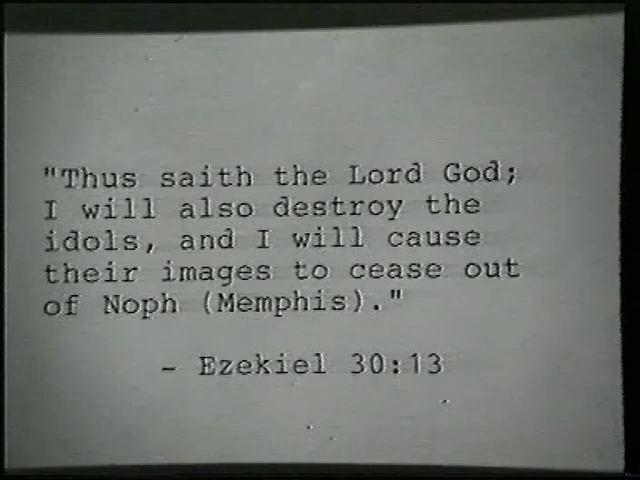 "Thus saith the Lord God;
I will also destroy the
idols, and I will cause
their images to cease out
of Noph (Memphis)."
- Ezekiel 30:13